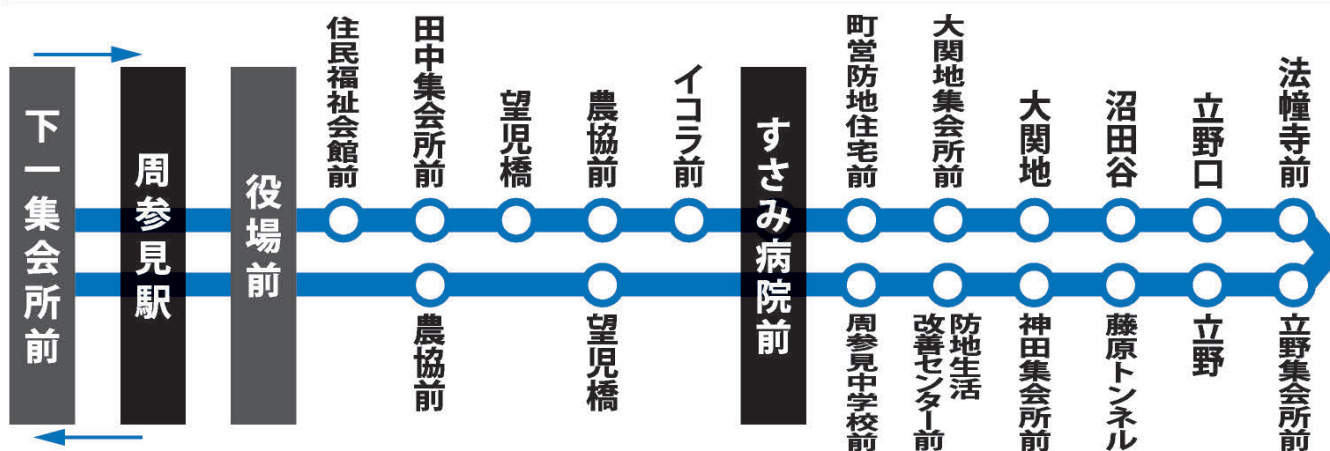 下一集会所前
周参見駅
役場前
住民福祉会館前
田中集会所前
望児橋
農協前
イコラ前
すさみ病院前
町営防地住宅前
大関地集会所前
大関地
沼田谷
立野口
法幢寺前
農協前
望児橋
周参見中学校前
防地生活
改善センター前
神田集会所前
藤原トンネル
立野
立野集会所前